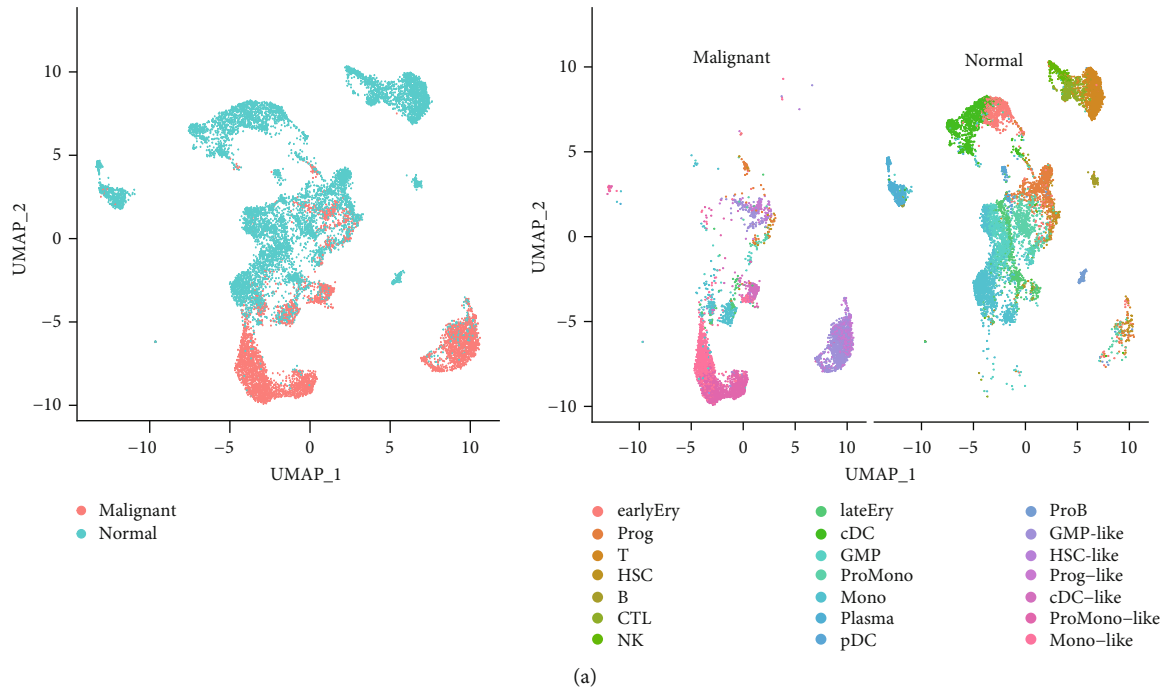 Malignant
Normal
10
5
0
−5
−10
UMAP_2
−10
−5
0
5
10
UMAP_1
Malignant
Normal
10
5
0
−5
−10
UMAP_2
−10
−5
0
5
10
−10
−5
0
5
10
UMAP_1
earlyEry
Prog
T
HSC
B
CTL
NK
lateEry
cDC
GMP
ProMono
Mono
Plasma
pDC
ProB
GMP-like
HSC-like
Prog-like
cDC−like
ProMono−like
Mono−like
(a)